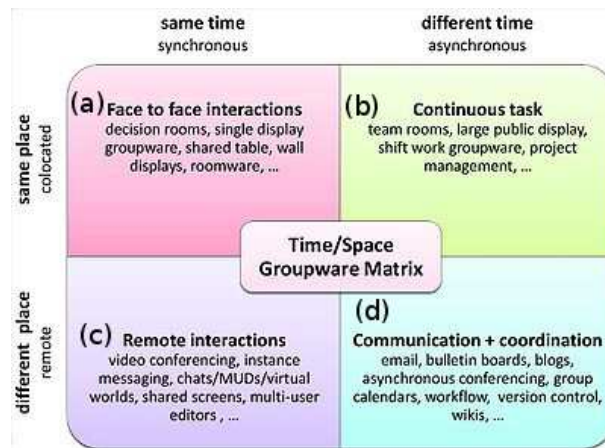 same time
synchronous
different time
asynchronous
same place
colocated
(a)
Face to face interactions
decision rooms, single display
groupware, shared table, wall
displays, roomware, ...
(b)
Continuous task
team rooms, large public display,
shift work groupware, project
management, ...
Time/Space
Groupware Matrix
different place
remote
(c)
Remote interactions
video conferencing, instance
messaging, chats/MUDs/virtual
worlds, shared screens, multi-user
editors , ...
(d)
Communication + coordination
email, bulletin boards, blogs,
asynchronous conferencing, group
calendars, workflow, version control,
wikis, ...